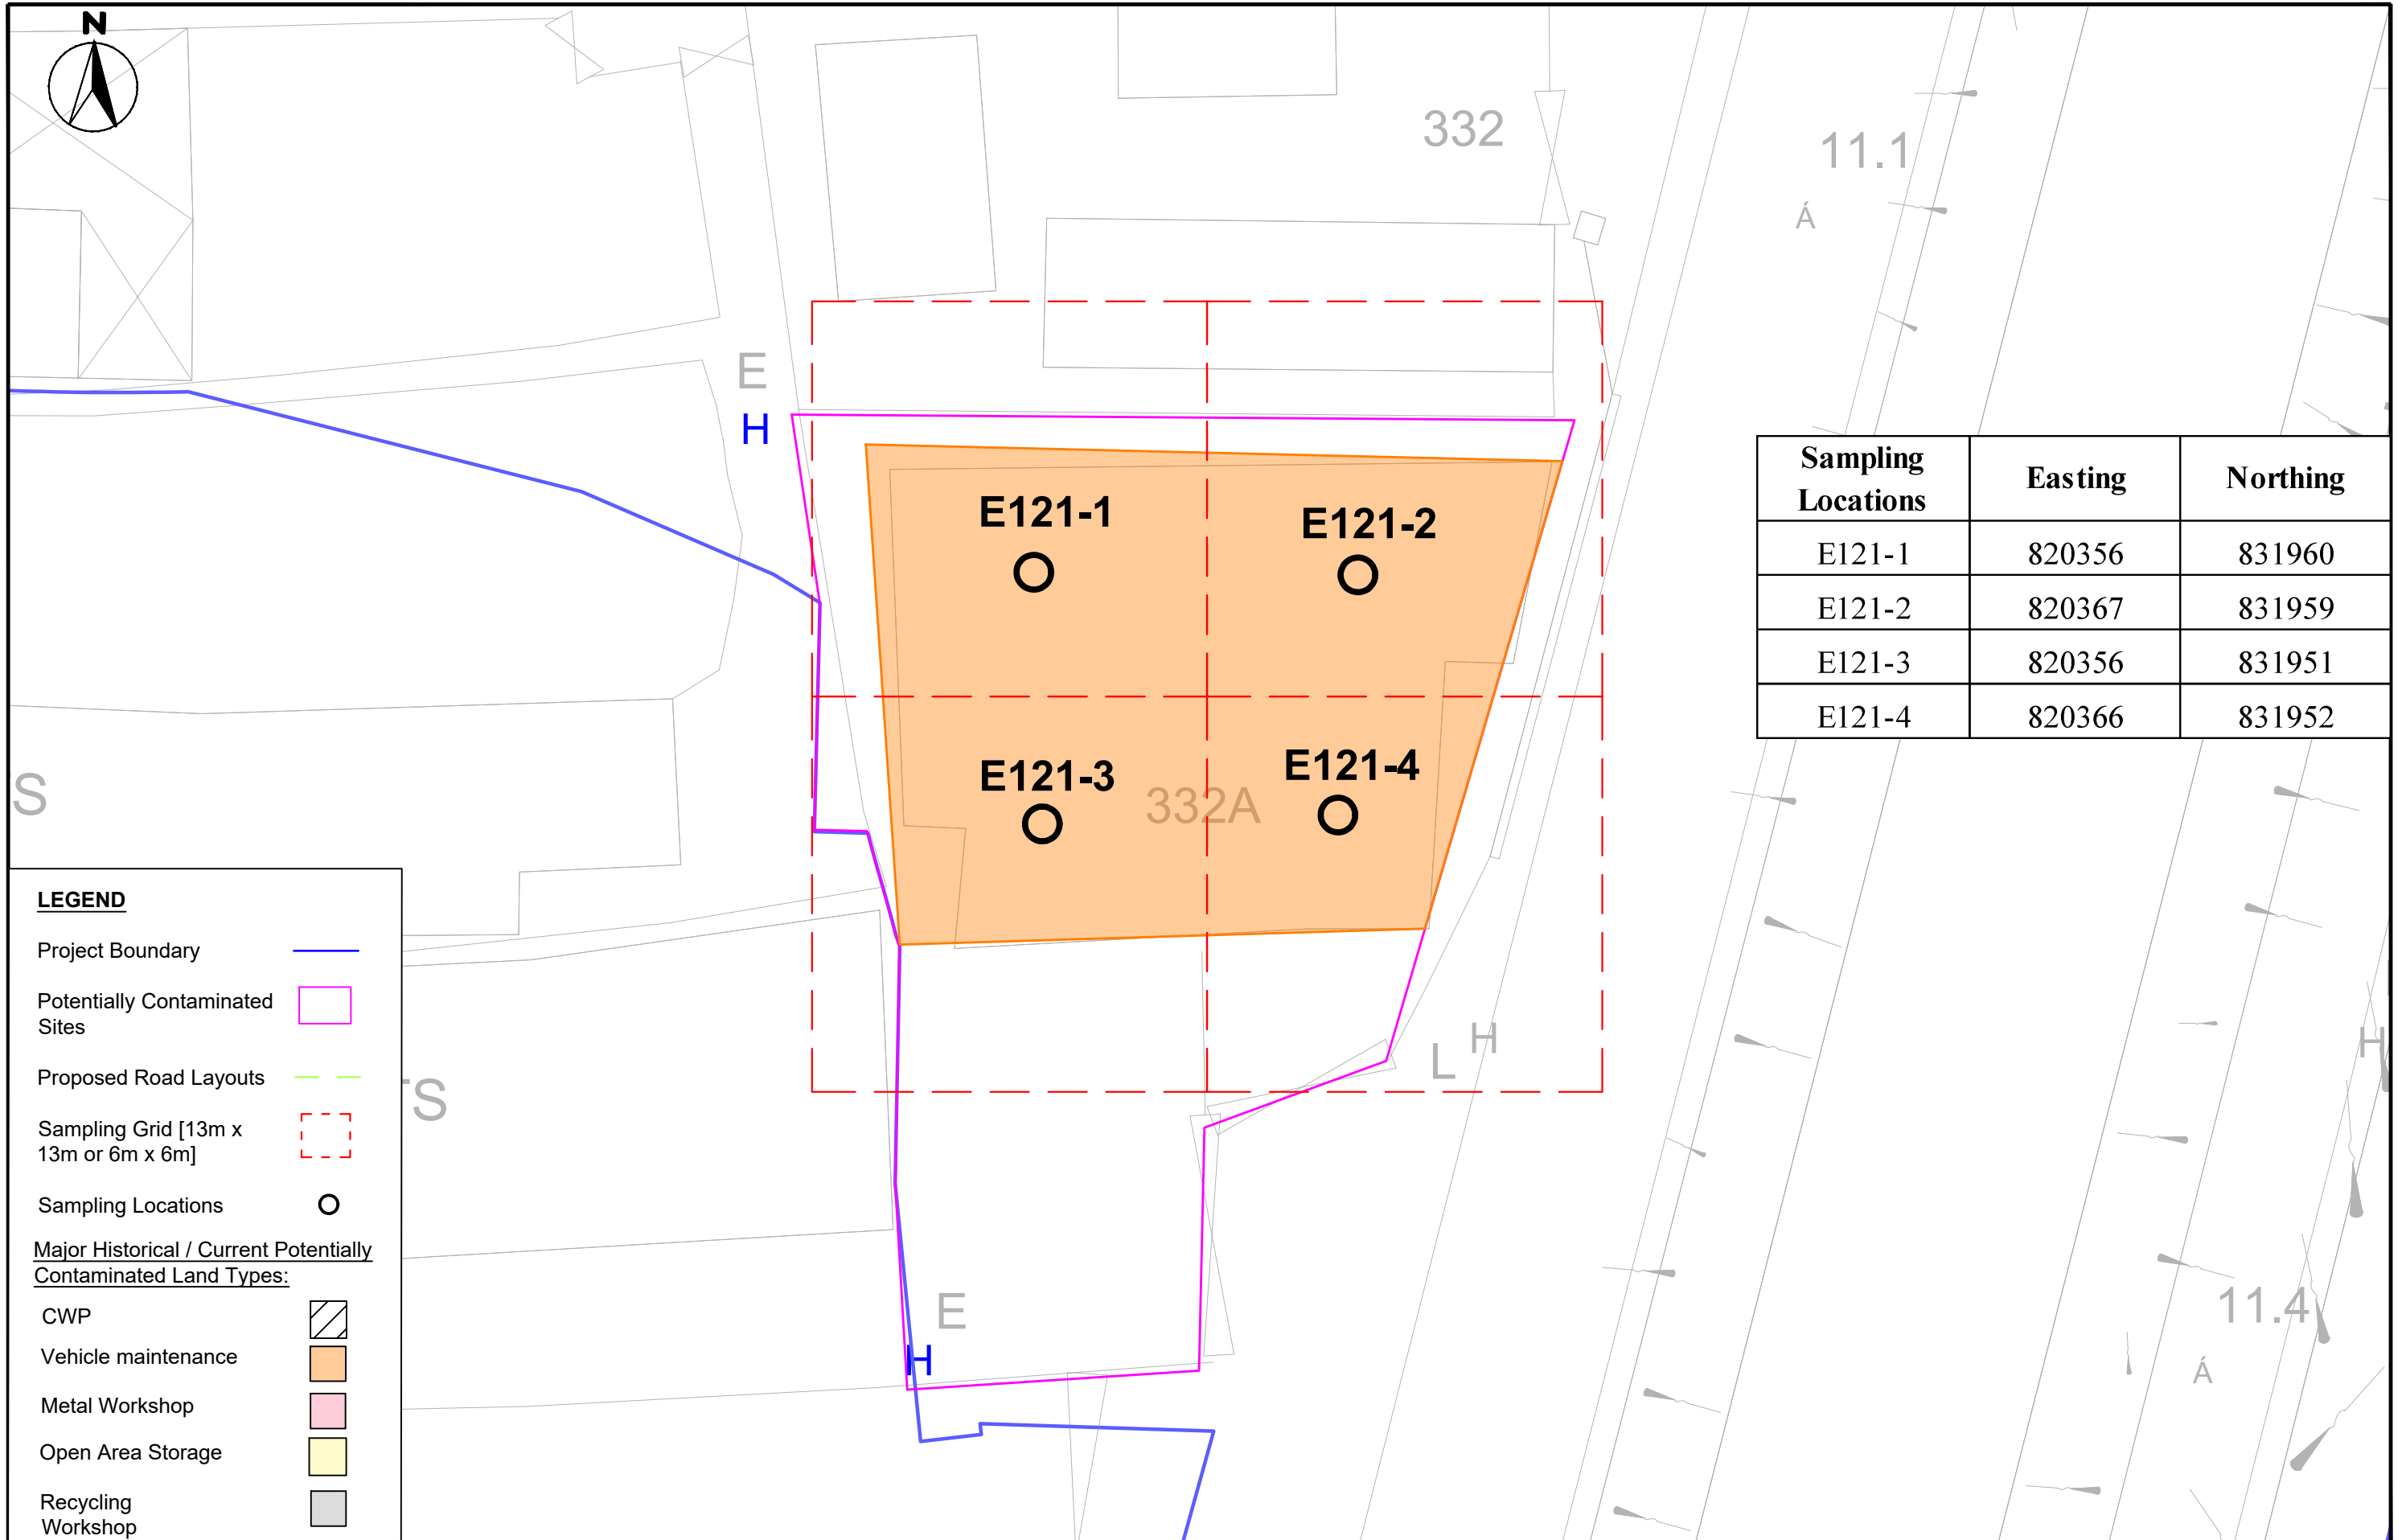 N
332
11.1
Á
E
H
Sampling Locations Easting Northing
E121-1 820356 831960
E121-2 820367 831959
E121-3 820356 831951
E121-4 820366 831952
E121-1
E121-2
E121-3
E121-4
332A
S
LEGEND
Project Boundary
Potentially Contaminated
Sites
Proposed Road Layouts
Sampling Grid [13m x
13m or 6m x 6m]
Sampling Locations
Major Historical / Current Potentially
Contaminated Land Types:
CWP
Vehicle maintenance
Metal Workshop
Open Area Storage
Recycling
Workshop
S
L
H
H
E
H
11.4
Á